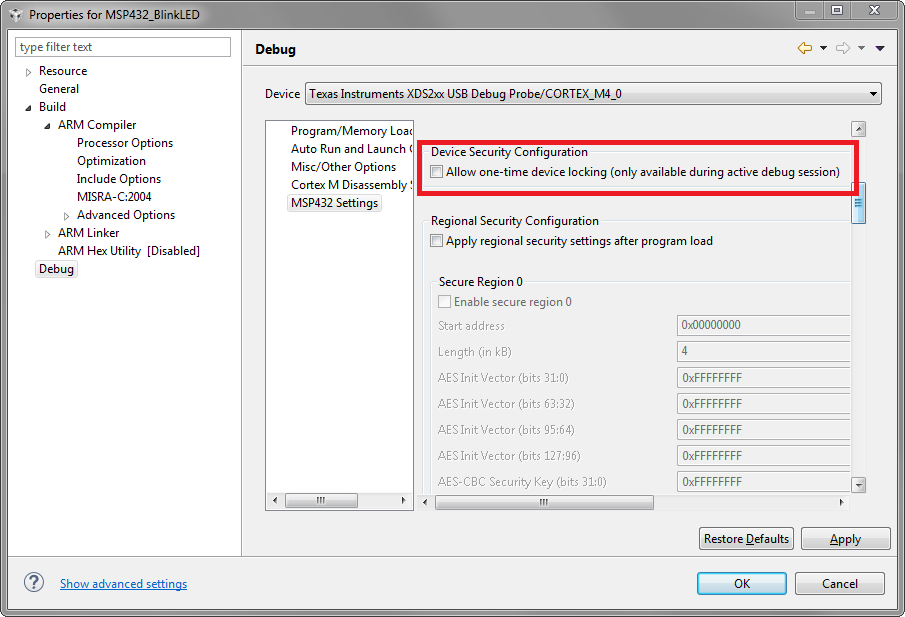 Properties for MSP432_BlinkLED
type filter text
Resource
General
Build
ARM Compiler
Processor Options
Optimization
Include Options
MISRA-C:2004
Advanced Options
ARM Linker
ARM Hex Utility [Disabled]
Debug
Debug
Device Texas Instruments XDS2xx USB Debug Probe/CORTEX_M4_0
Program/Memory Loa
Auto Run and Launch
Misc/Other Options
Cortex M Disassembly
MSP432 Settings
Device Security Configuration
Allow one-time device locking (only available during active debug session)
Regional Security Configuration
Apply regional security settings after program load
Secure Region 0
Enable secure region 0
Start address 0x00000000
Length (in kB) 4
AES Init Vector (bits 31:0) 0xFFFFFFFF
AES Init Vector (bits 63:32) 0xFFFFFFFF
AES Init Vector (bits 95:64) 0xFFFFFFFF
AES Init Vector (bits 127:96) 0xFFFFFFFF
AES-CBC Security Key (bits 31:0) 0xFFFFFFFF
Restore Defaults Apply
? Show advanced settings OK Cancel